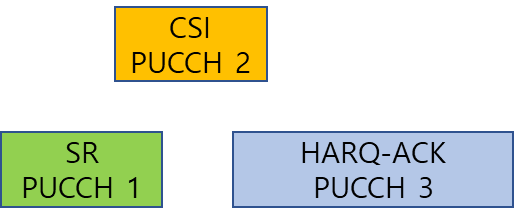 CSI
PUCCH 2
SR
PUCCH 1
HARQ-ACK
PUCCH 3